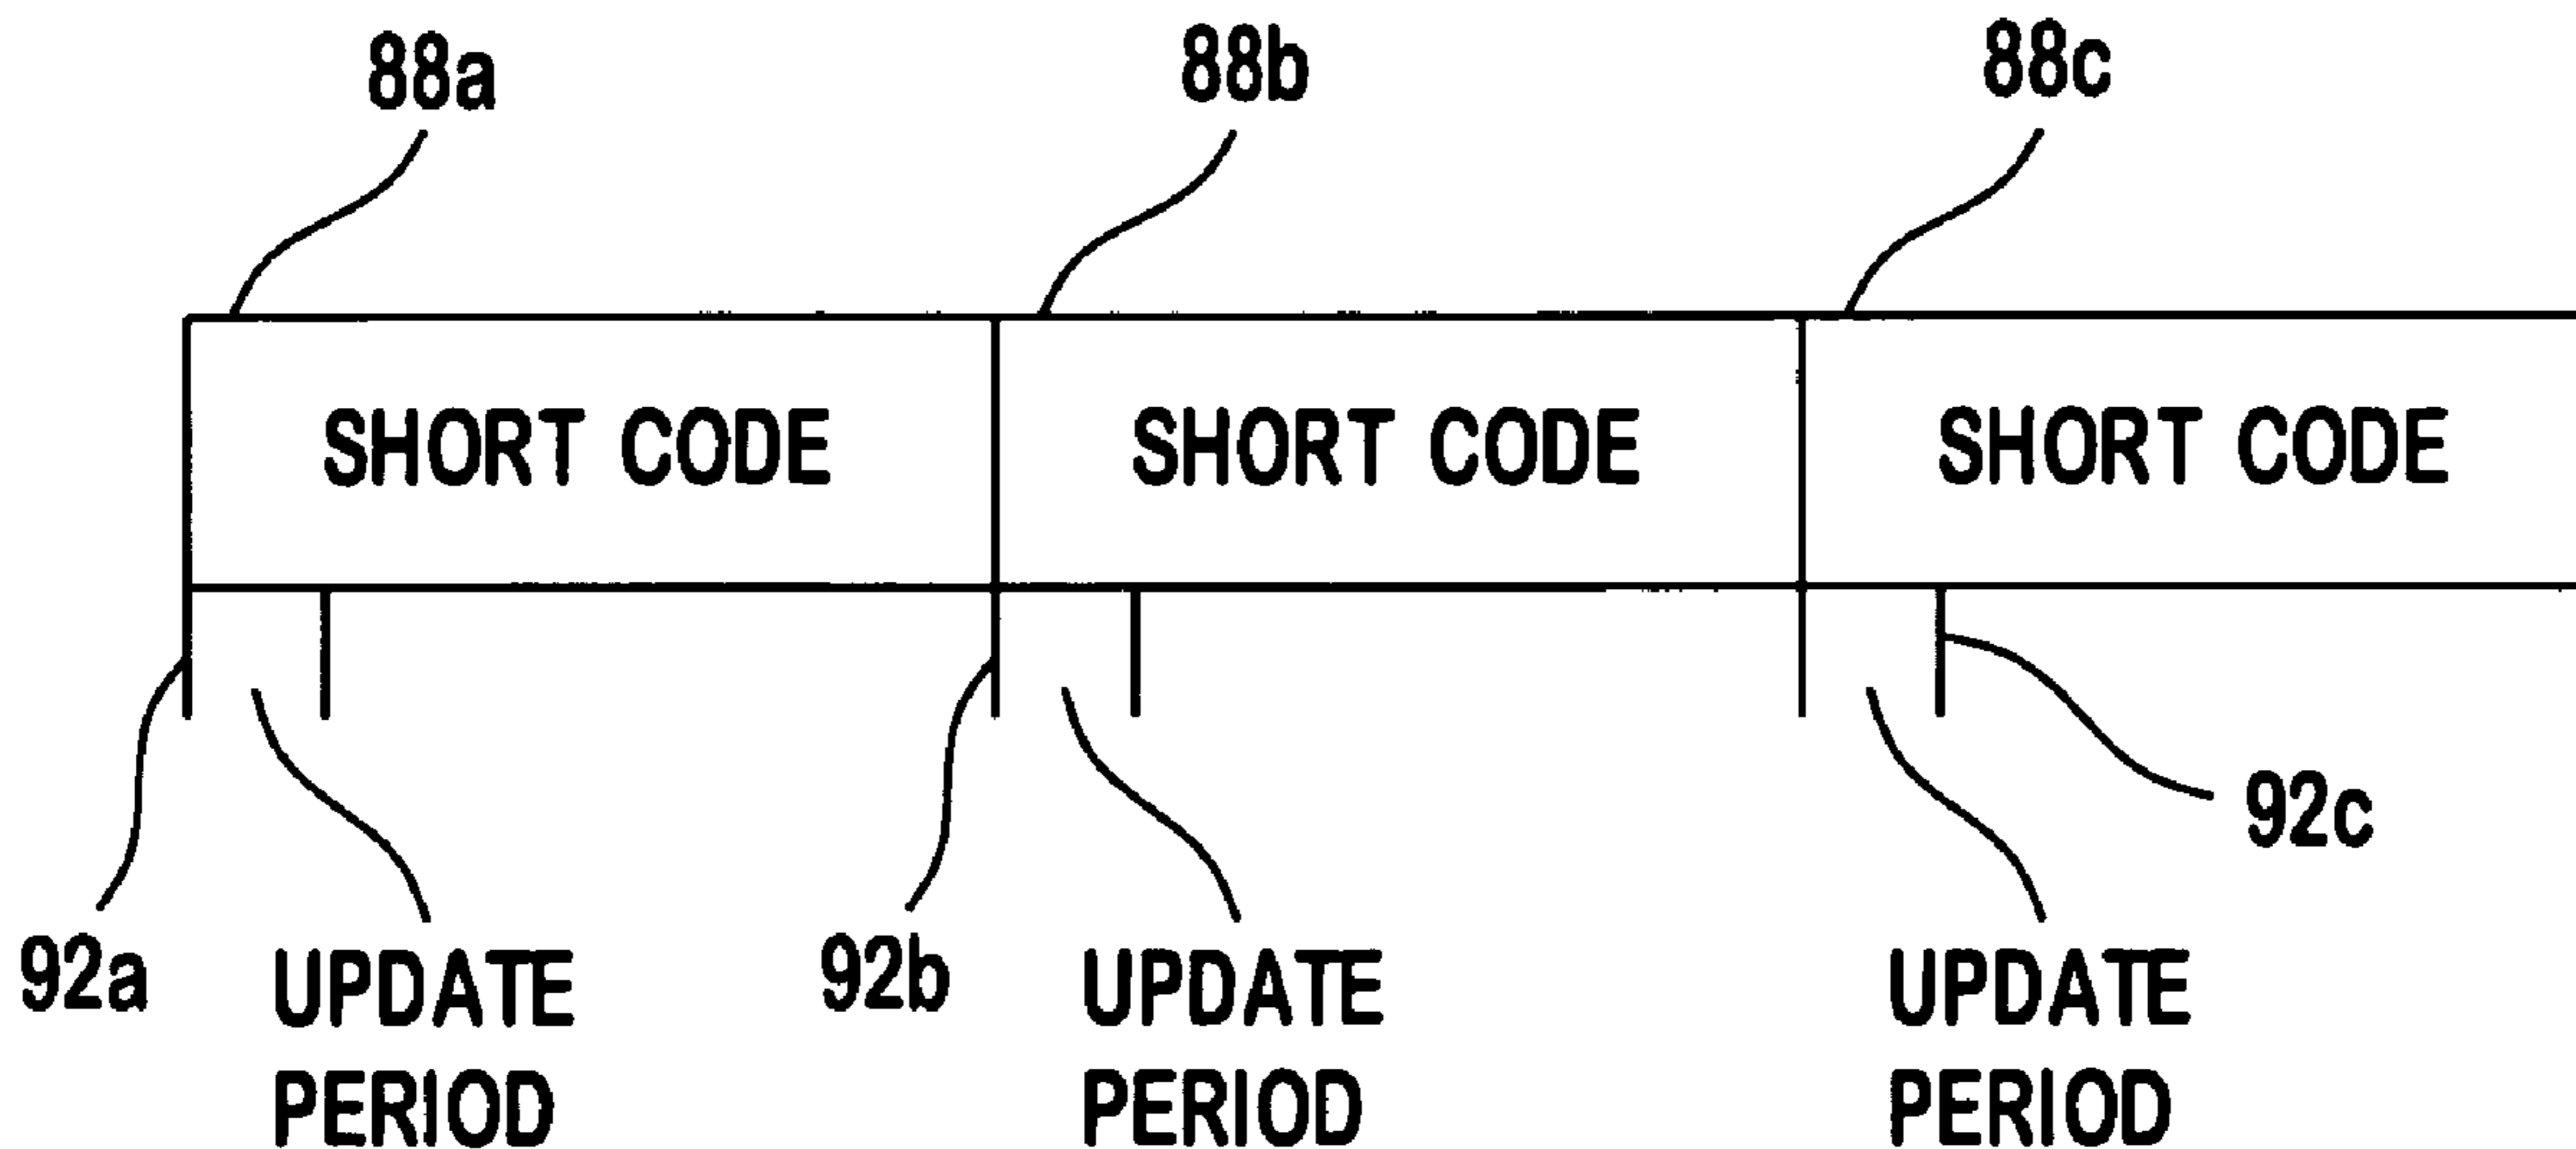 88a
88b
88c
SHORT CODE
SHORT CODE
SHORT CODE
92c
92a
UPDATE
PERIOD
92b
UPDATE
PERIOD
UPDATE
PERIOD